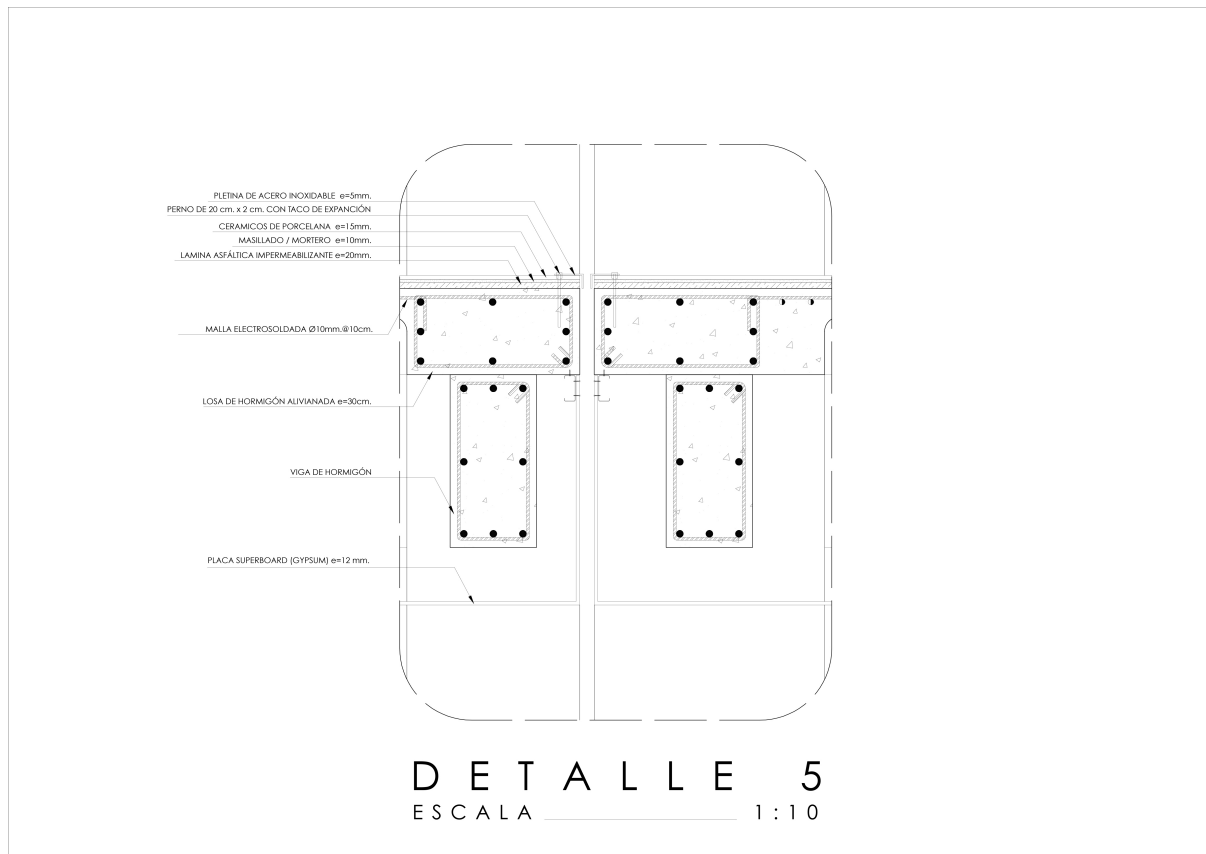 PLETINA DE ACERO INOXIDABLE e=5mm.
PERNO DE 20 cm. x 2 cm. CON TACO DE EXPANCIÓN
CERAMICOS DE PORCELANA e=15mm.
MASILLADO / MORTERO e=10mm.
LAMINA ASFÁLTICA IMPERMEABILIZANTE e=20mm.
MALLA ELECTROSOLDADA Ø10mm.@10cm.
LOSA DE HORMIGÓN ALIVIANADA e=30cm.
VIGA DE HORMIGÓN
PLACA SUPERBOARD (GYPSUM) e=12 mm.
DETALLE 5
ESCALA 1:10